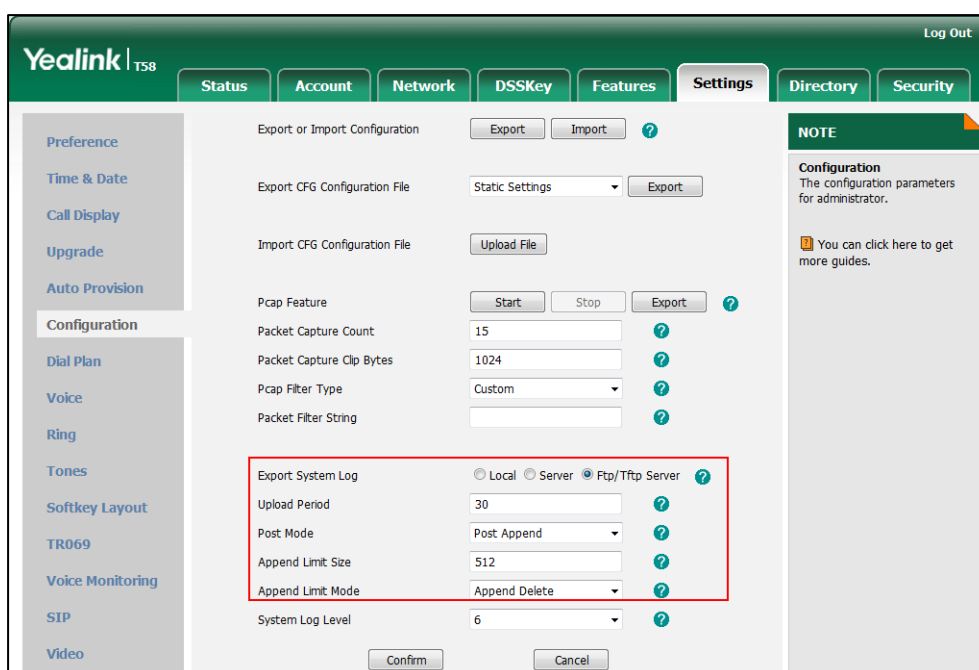 Log Out
Yealink T58
Status Account Network DSSKey Features Settings Directory Security
Preference
Time & Date
Call Display
Upgrade
Auto Provision
Configuration
Dial Plan
Voice
Ring
Tones
Softkey Layout
TR069
Voice Monitoring
SIP
Video
Export or Import Configuration Export Import ?
Export CFG Configuration File Static Settings Export
Import CFG Configuration File Upload File
Pcap Feature Start Stop Export ?
Packet Capture Count 15 ?
Packet Capture Clip Bytes 1024 ?
Pcap Filter Type Custom ?
Packet Filter String ?
Export System Log Local Server Ftp/Tftp Server ?
Upload Period 30 ?
Post Mode Post Append ?
Append Limit Size 512 ?
Append Limit Mode Append Delete ?
System Log Level 6 ?
Confirm Cancel
NOTE
Configuration
The configuration parameters
for administrator.
? You can click here to get
more guides.